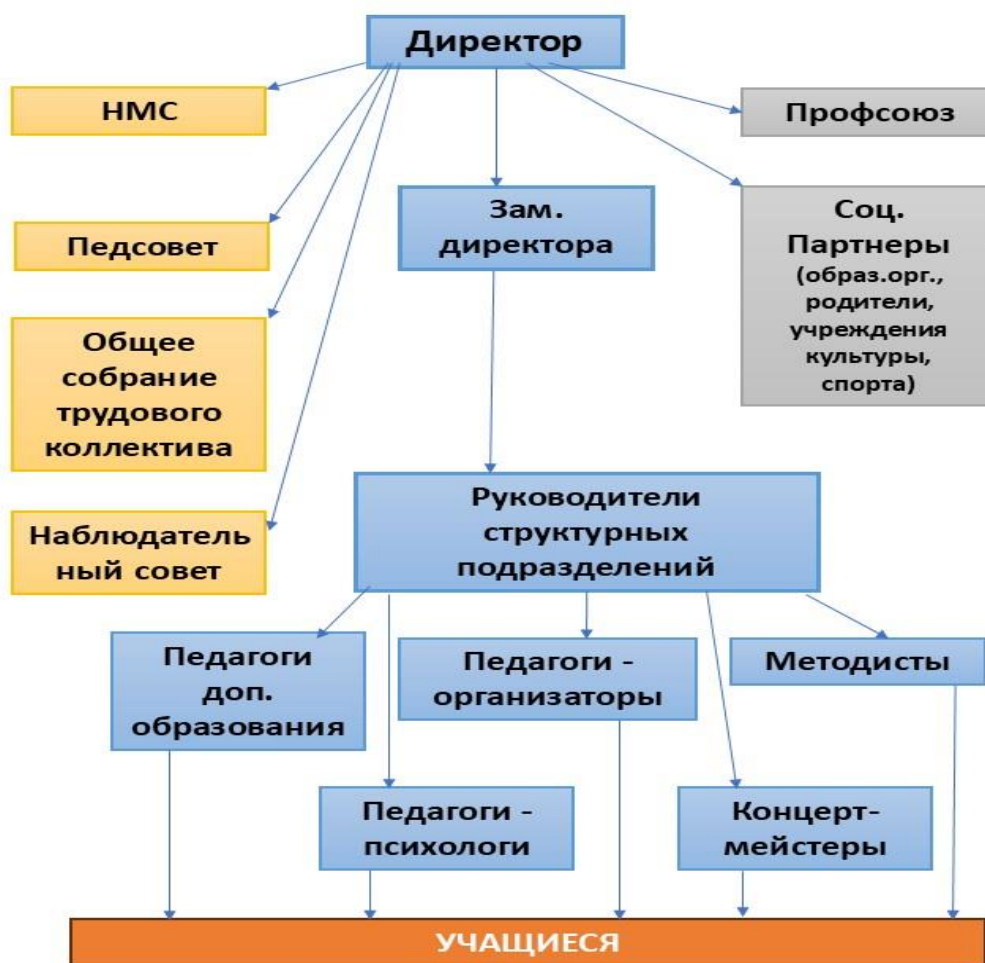 Директор
НМС
Профсоюз
Зам.
директора
Соц.
Партнеры
(образ.орг.,
родители,
учреждения
культуры,
спорта)
Педсовет
Общее
собрание
трудового
коллектива
Наблюдатель
ный совет
Руководители
структурных
подразделений
Педагоги
доп.
образования
Педагоги -
организаторы
Методисты
Педагоги -
психологи
Концерт-
мейстеры
УЧАЩИЕСЯ